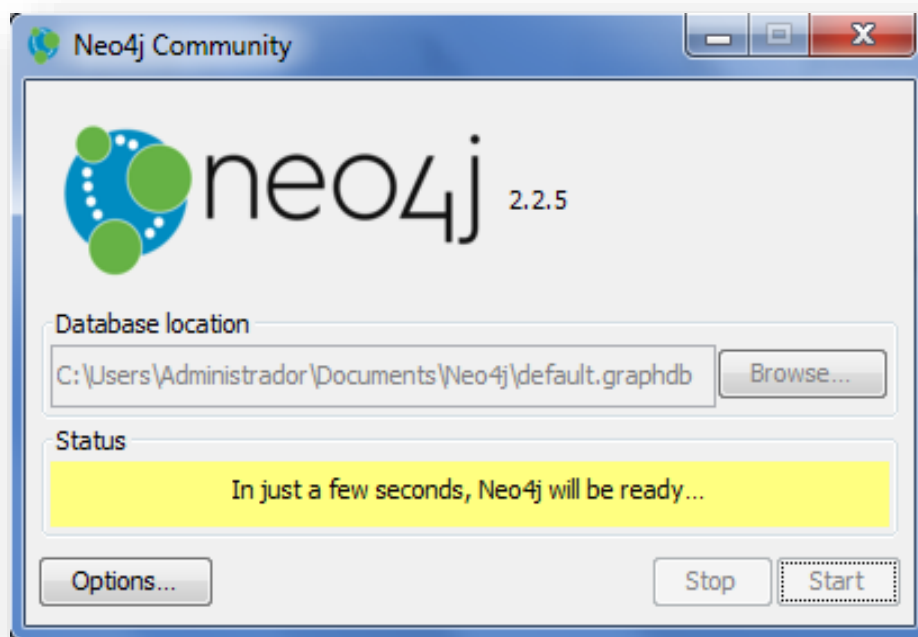 Neo4j Community
neo4j 2.2.5
Database location
C:\Users\Administrador\Documents\Neo4j\default.graphdb Browse...
Status
In just a few seconds, Neo4j will be ready...
Options... Stop Start